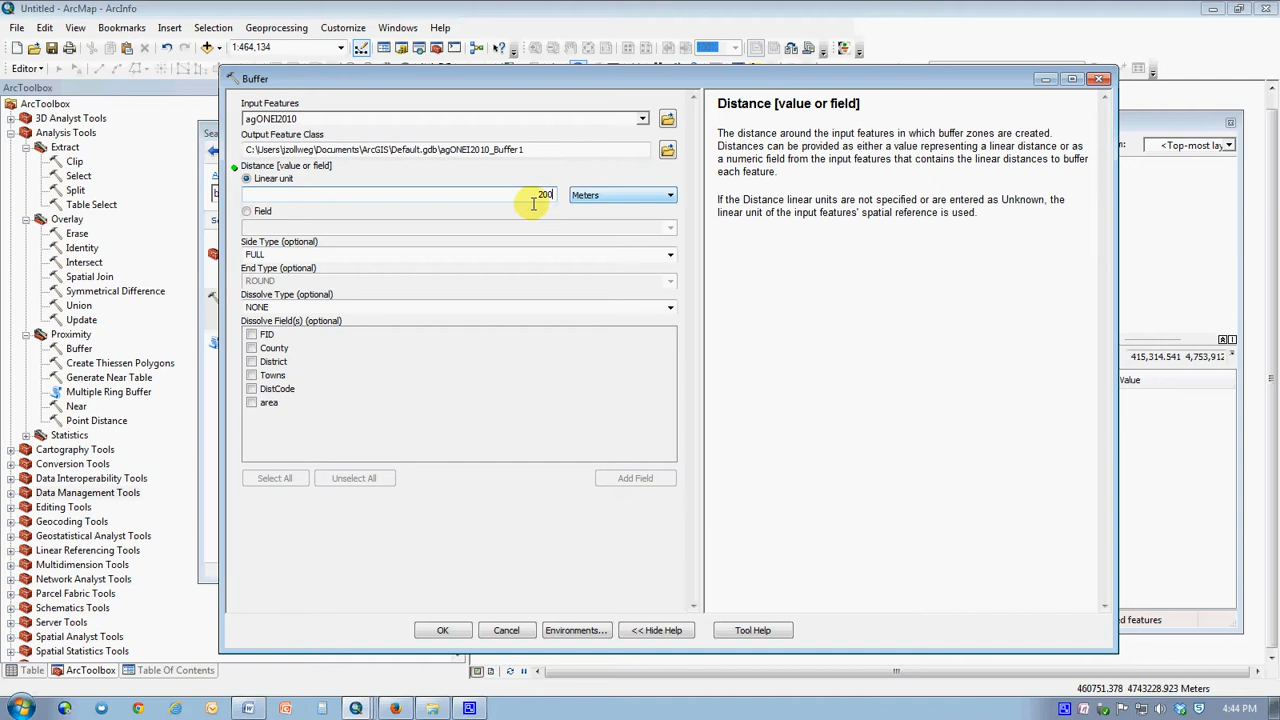 Untitled - ArcMap - ArcInfo
File Edit View Bookmarks Insert Selection Geoprocessing Customize Windows Help
1:464,134
Editor
ArcToolbox
ArcToolbox
3D Analyst Tools
Analysis Tools
Extract
Clip
Select
Split
Table Select
Overlay
Erase
Identity
Intersect
Spatial Join
Symmetrical Difference
Union
Update
Proximity
Buffer
Create Thiessen Polygons
Generate Near Table
Multiple Ring Buffer
Near
Point Distance
Statistics
Cartography Tools
Conversion Tools
Data Interoperability Tools
Data Management Tools
Editing Tools
Geocoding Tools
Geostatistical Analyst Tools
Linear Referencing Tools
Multidimension Tools
Network Analyst Tools
Parcel Fabric Tools
Schematics Tools
Server Tools
Spatial Analyst Tools
Spatial Statistics Tools
Table ArcToolbox Table Of Contents
Sea
Buffer
Input Features
agONEI2010
Output Feature Class
C:\Users\jzollweg\Documents\ArcGIS\Default.gdb\agONEI2010_Buffer1
Distance [value or field]
Linear unit
200 Meters
Field
Side Type (optional)
FULL
End Type (optional)
ROUND
Dissolve Type (optional)
NONE
Dissolve Field(s) (optional)
FID
County
District
Towns
DistCode
area
Select All Unselect All Add Field
OK Cancel Environments... << Hide Help Tool Help
Distance [value or field]
The distance around the input features in which buffer zones are created.
Distances can be provided as either a value representing a linear distance or as
a numeric field from the input features that contains the linear distances to buffer
each feature.
If the Distance linear units are not specified or are entered as Unknown, the
linear unit of the input features' spatial reference is used.
<Top-most lay
415,314.541 4,753,912
Value
ed features
460751.378 4743228.923 Meters
4:44 PM